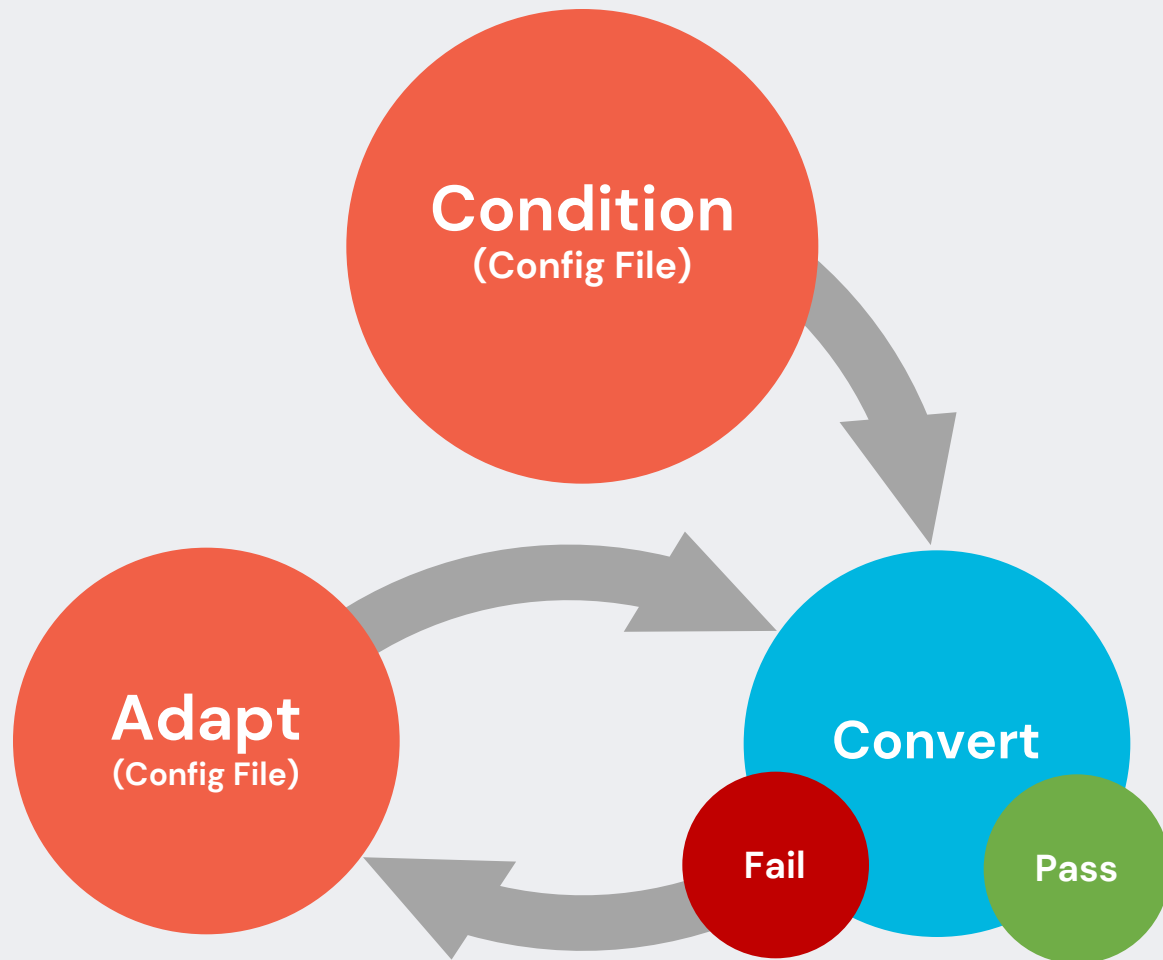 Condition
(Config File)
Adapt
(Config File)
Convert
Fail
Pass